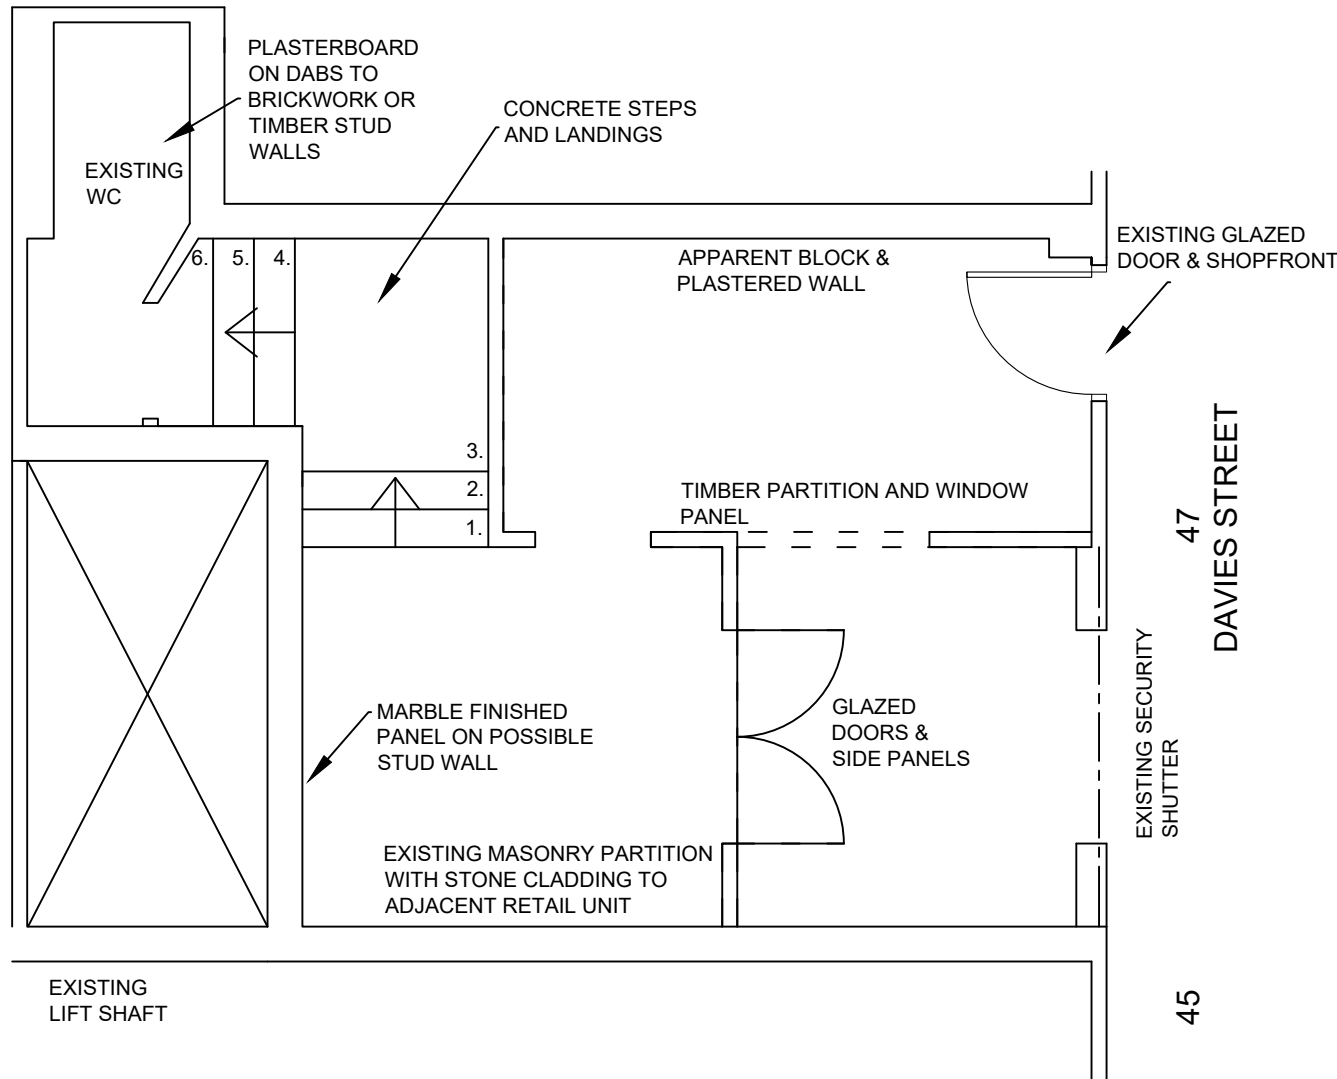 PLASTERBOARD
ON DABS TO
BRICKWORK OR
TIMBER STUD
WALLS
CONCRETE STEPS
AND LANDINGS
EXISTING
WC
6.
5.
4.
APPARENT BLOCK &
PLASTERED WALL
EXISTING GLAZED
DOOR & SHOPFRONT
3.
2.
1.
TIMBER PARTITION AND WINDOW
PANEL
47
DAVIES STREET
MARBLE FINISHED
PANEL ON POSSIBLE
STUD WALL
GLAZED
DOORS &
SIDE PANELS
EXISTING SECURITY
SHUTTER
EXISTING MASONRY PARTITION
WITH STONE CLADDING TO
ADJACENT RETAIL UNIT
EXISTING
LIFT SHAFT
45